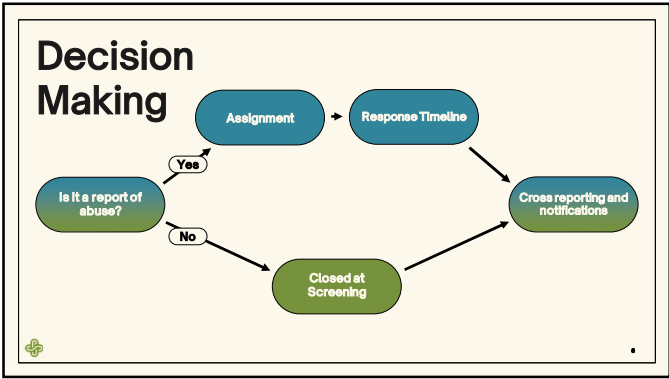 Decision
Making
Assignment
Response Timeline
Yes
Is it a report of
abuse?
Cross reporting and
notifications
No
Closed at
Screening
6